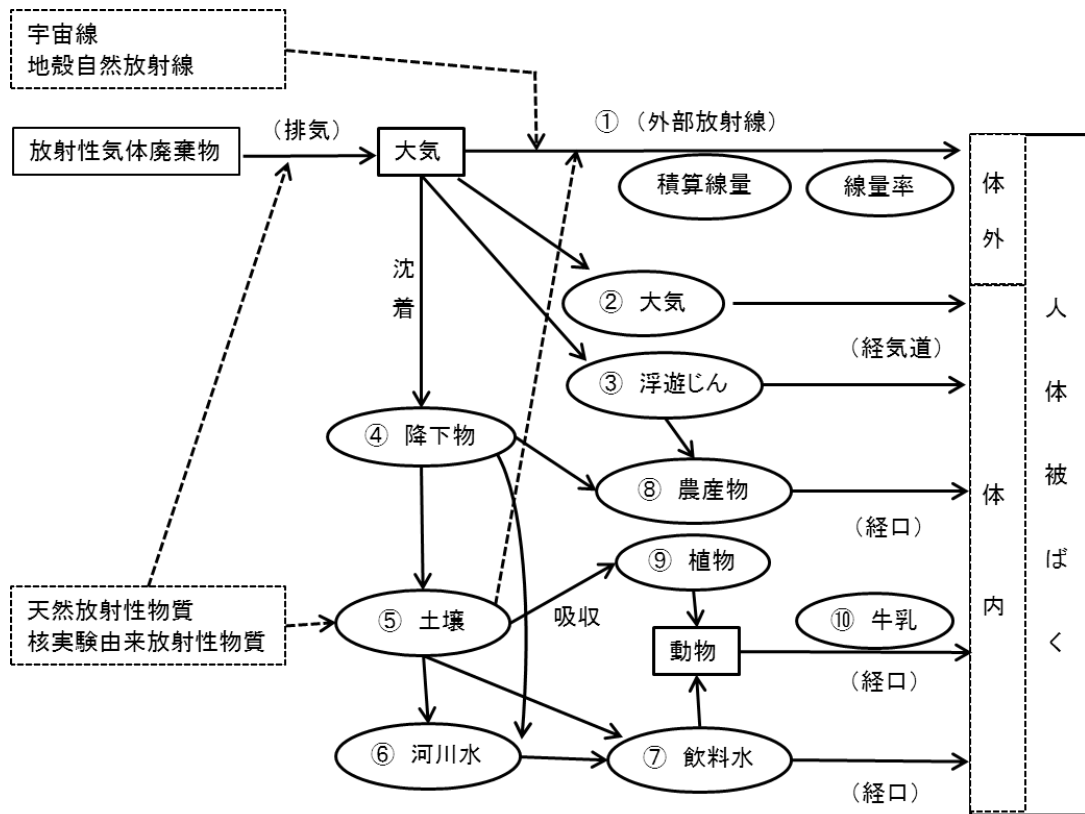 宇宙線
地殻自然放射線
① （外部放射線）
（排気）
放射性気体廃棄物
大気
積算線量
線量率
体外
沈着
② 大気
（経気道）
③ 浮遊じん
④ 降下物
⑧ 農産物
（経口）
⑨ 植物
天然放射性物質
核実験由来放射性物質
⑤ 土壌
吸収
動物
⑩ 牛乳
（経口）
⑥ 河川水
⑦ 飲料水
（経口）
体内
人体被ばく